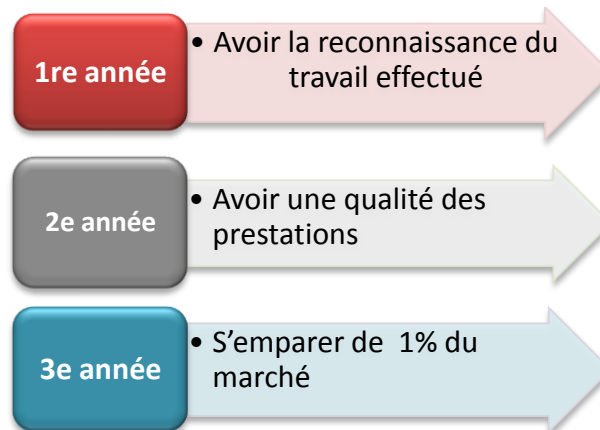 1re année
• Avoir la reconnaissance du
travail effectué
2e année
• Avoir une qualité des
prestations
3e année
• S’emparer de 1% du
marché